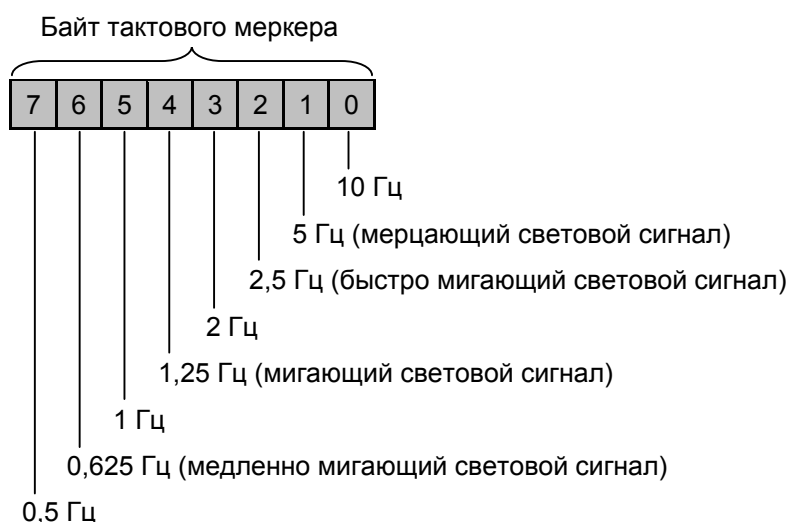 Байт тактового меркера
7 6 5 4 3 2 1 0
10 Гц
5 Гц (мерцающий световой сигнал)
2,5 Гц (быстро мигающий световой сигнал)
2 Гц
1,25 Гц (мигающий световой сигнал)
1 Гц
0,625 Гц (медленно мигающий световой сигнал)
0,5 Гц